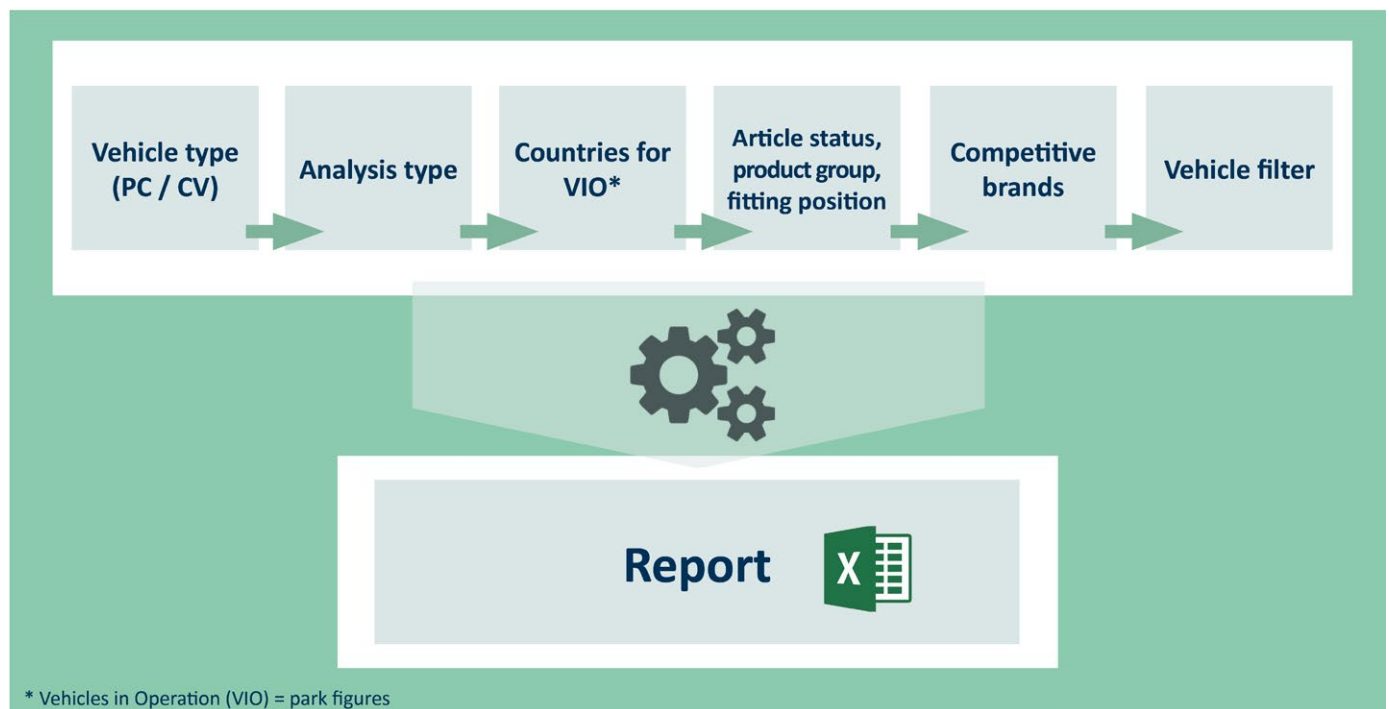 Vehicle type
(PC / CV)
Analysis type
Countries for
VIO*
Article status,
product group,
fitting position
Competitive
brands
Vehicle filter
Report
X
* Vehicles in Operation (VIO) = park figures